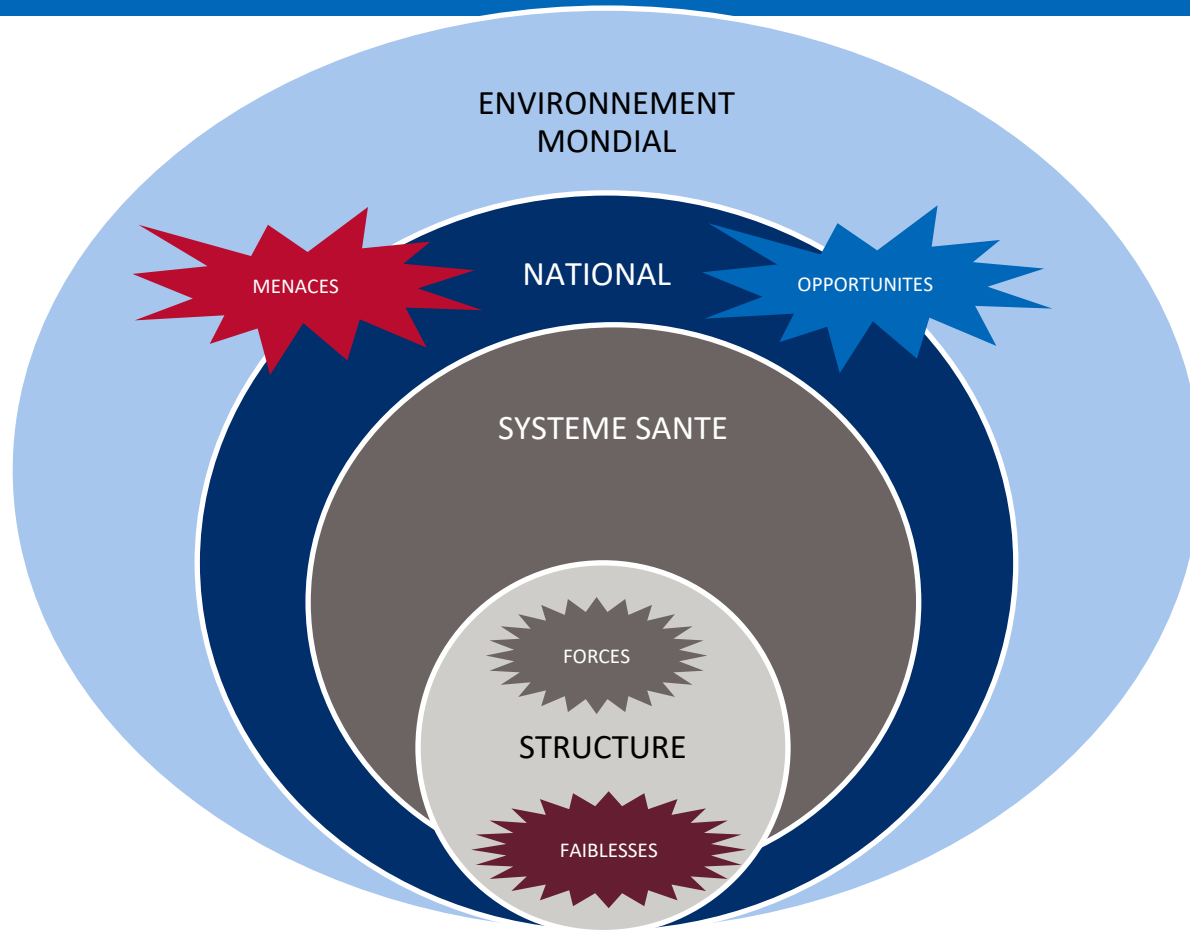 ENVIRONNEMENT
MONDIAL
MENACES
NATIONAL
OPPORTUNITES
SYSTEME SANTE
FORCES
STRUCTURE
FAIBLESSES